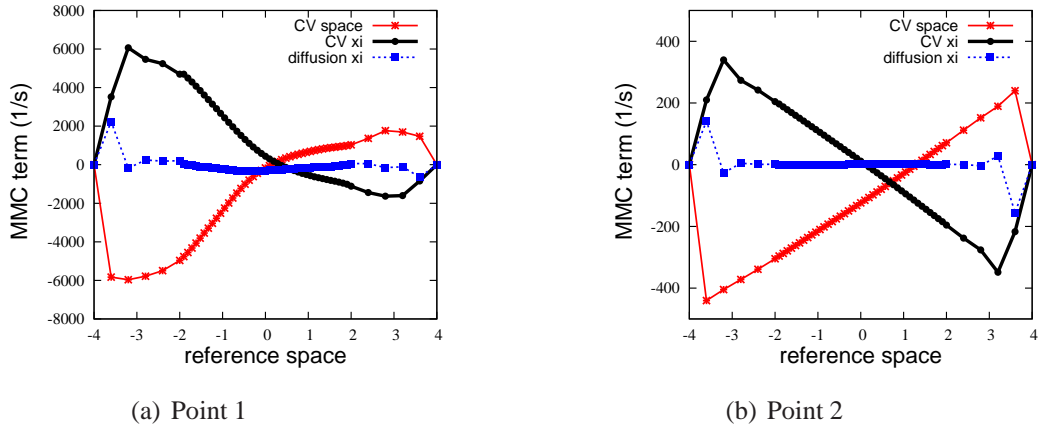 CV space
CV xi
diffusion xi
8000
6000
4000
2000
0
-2000
-4000
-6000
-8000
MMC term (1/s)
-4 -3 -2 -1 0 1 2 3 4
reference space
(a) Point 1
CV space
CV xi
diffusion xi
400
200
0
-200
-400
MMC term (1/s)
-4 -3 -2 -1 0 1 2 3 4
reference space
(b) Point 2